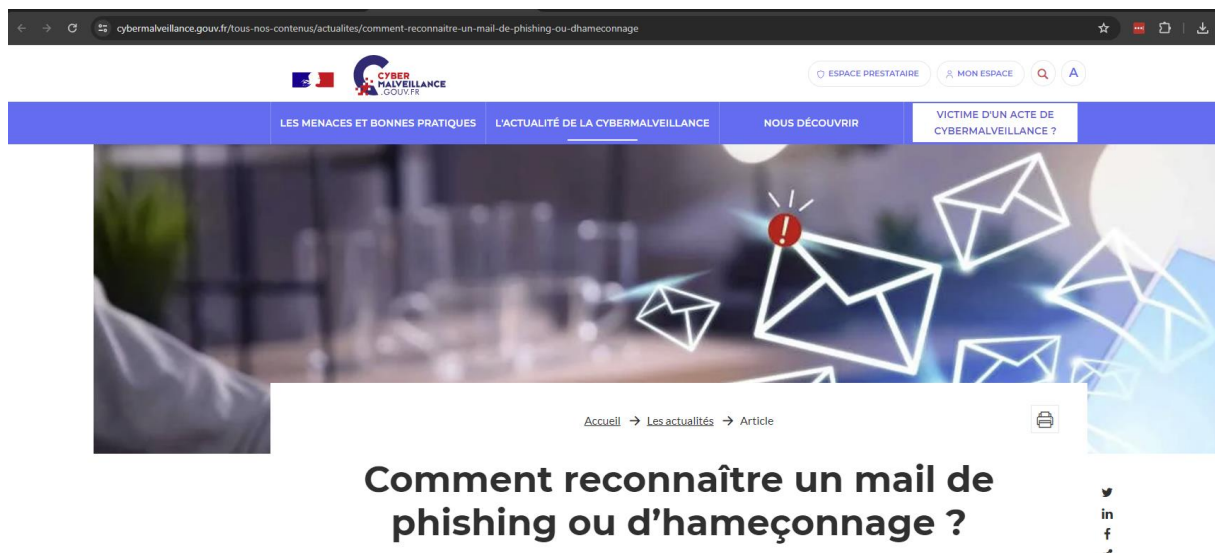 cybermalveillance.gouv.fr/tous-nos-contenus/actualites/comment-reconnaitre-un-mail-de-phishing-ou-dhameconnage
CYBER
MALVEILLANCE
.GOUV.FR
ESPACE PRESTATAIRE
MON ESPACE
A
LES MENACES ET BONNES PRATIQUES
L'ACTUALITÉ DE LA CYBERMALVEILLANCE
NOUS DÉCOUVRIR
VICTIME D'UN ACTE DE
CYBERMALVEILLANCE ?
Accueil → Les actualités → Article
Comment reconnaître un mail de
phishing ou d’hameçonnage ?